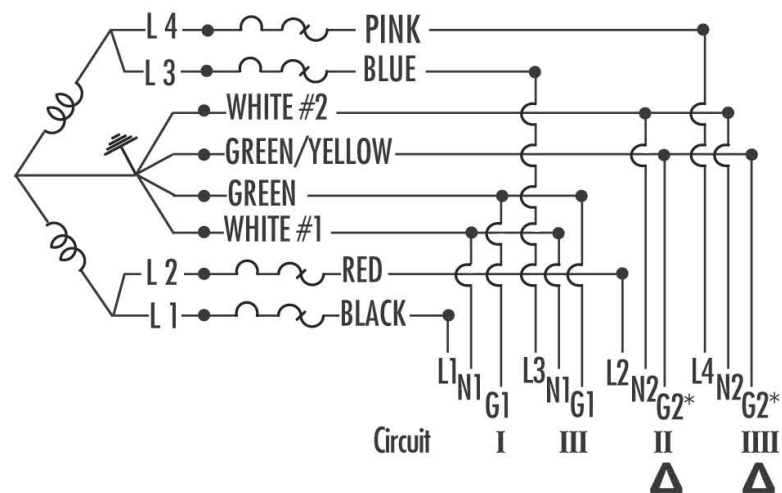 L 4 PINK
L 3 BLUE
WHITE #2
GREEN/YELLOW
GREEN
WHITE #1
L 2 RED
L 1 BLACK
L1 N1 G1 L3 N1 G1 L2 N2 G2* L4 N2 G2*
Circuit I III II IIII
Δ Δ